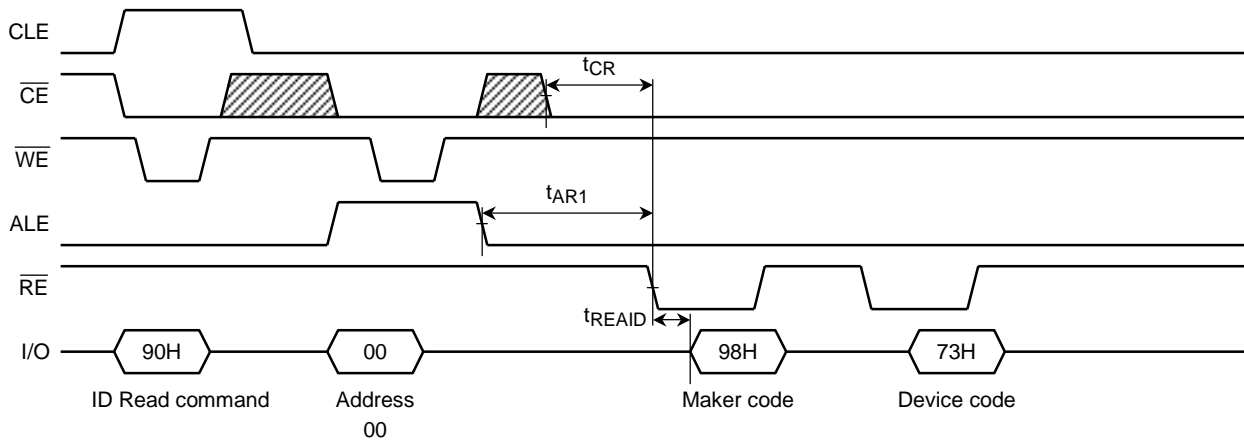 CLE
tCR
CE
WE
tAR1
ALE
RE
tREAID
I/O
90H
00
98H
73H
ID Read command
Address
00
Maker code
Device code